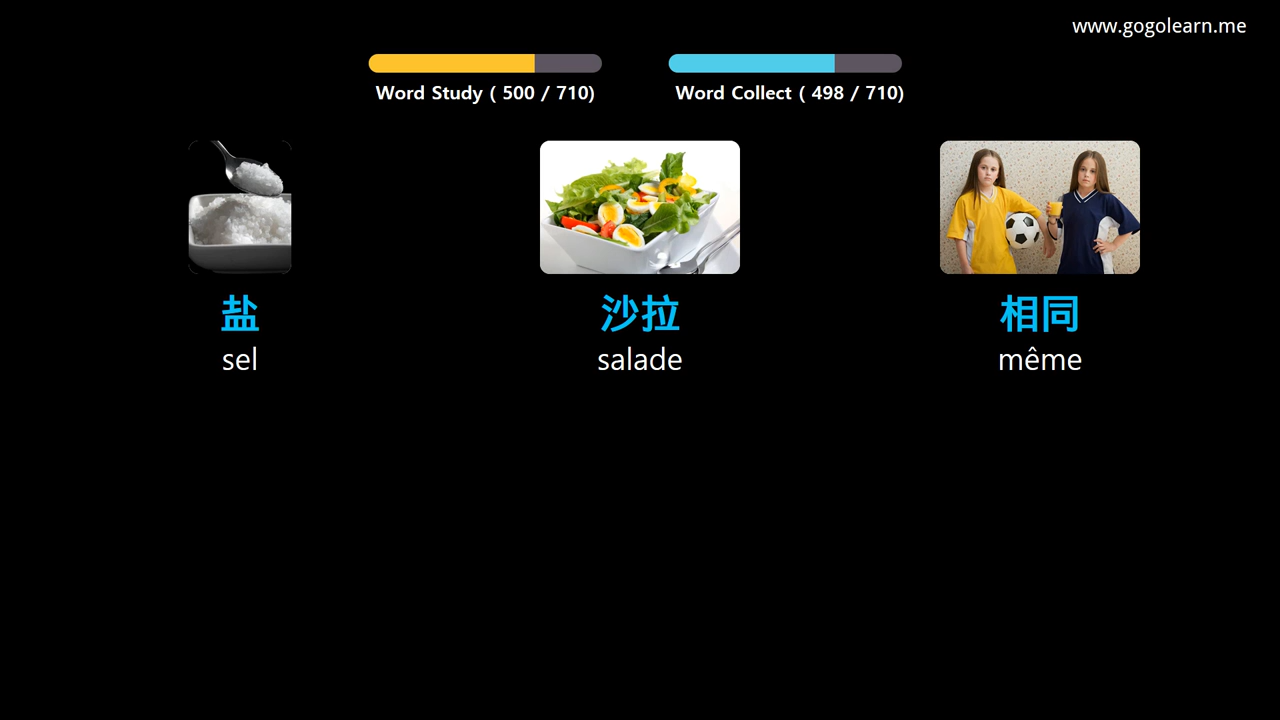 www.gogolearn.me
Word Study ( 500 / 710)
Word Collect ( 498 / 710)
盐
沙拉
相同
sel
salade
même